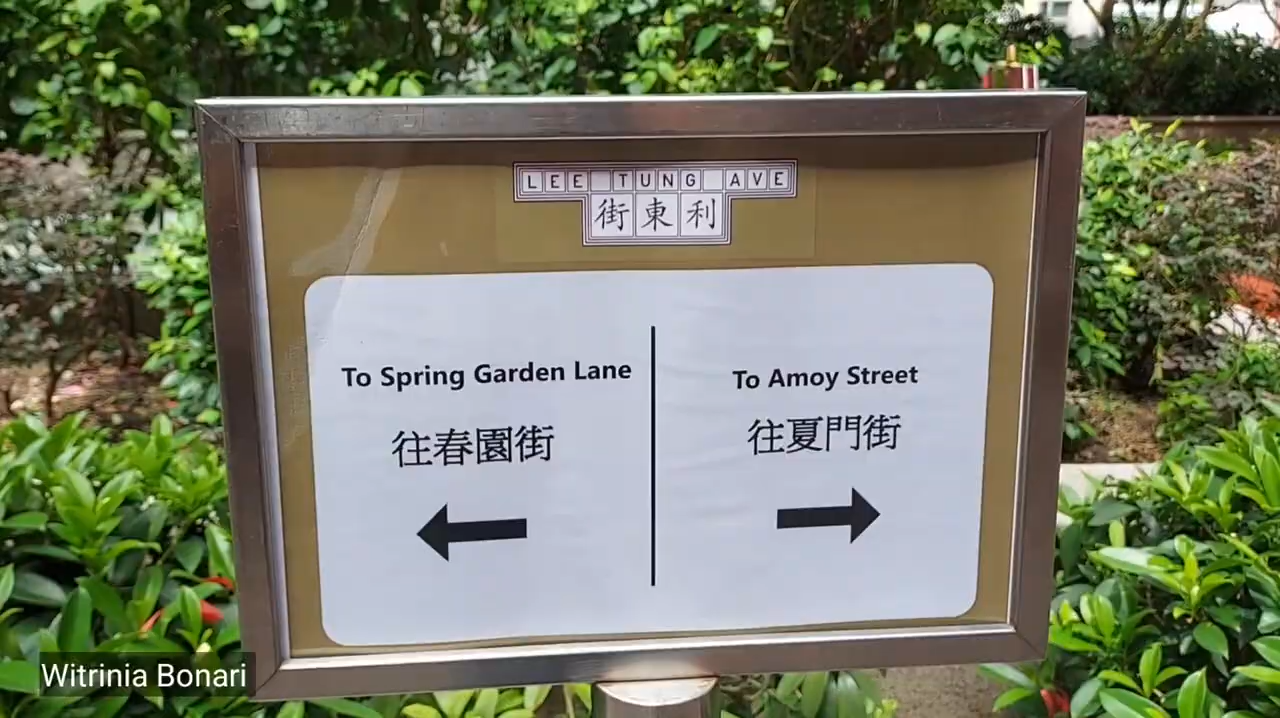 LEE TUNG AVE
街東利
To Spring Garden Lane
往春園街
To Amoy Street
往夏門街
Witrinia Bonari